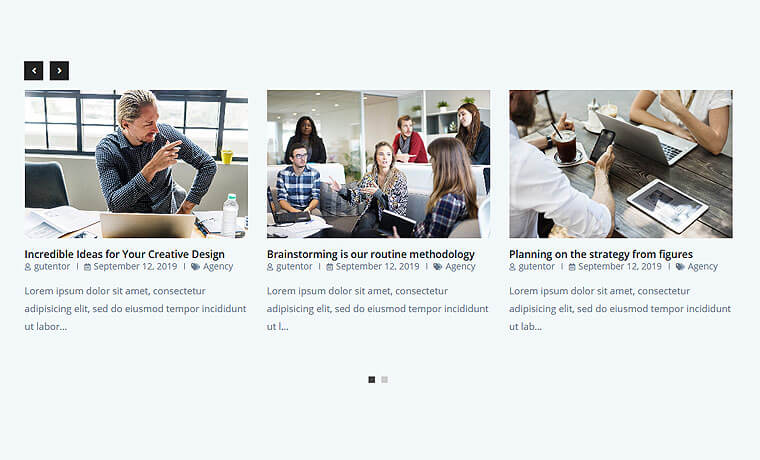 Incredible Ideas for Your Creative Design
gutentor | September 12, 2019 | Agency
Lorem ipsum dolor sit amet, consectetur
adipisicing elit, sed do eiusmod tempor incididunt
ut labor...
Brainstorming is our routine methodology
gutentor | September 12, 2019 | Agency
Lorem ipsum dolor sit amet, consectetur
adipisicing elit, sed do eiusmod tempor incididunt
ut l...
Planning on the strategy from figures
gutentor | September 12, 2019 | Agency
Lorem ipsum dolor sit amet, consectetur
adipisicing elit, sed do eiusmod tempor incididunt
ut lab...